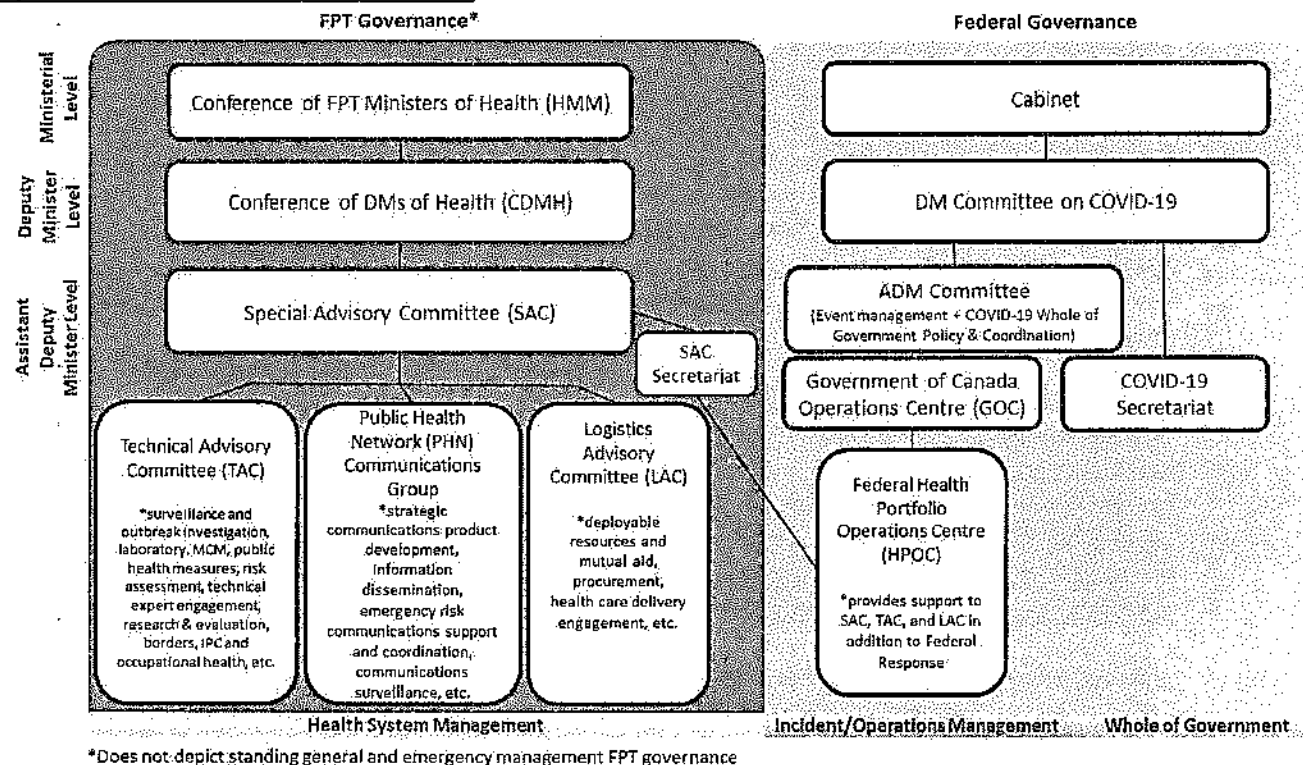 FPT Governance*
Federal Governance
Ministerial
Level
Deputy
Minister
Level
Assistant
Deputy
Minister Level
Conference of FPT Ministers of Health (HMM)
Conference of DMs of Health (CDMH)
Special Advisory Committee (SAC)
SAC
Secretariat
Technical Advisory
Committee (TAC)
*surveillance and
outbreak investigation,
laboratory, MCM, public
health measures, risk
assessment, technical
expert engagement,
research & evaluation,
borders, IPC and
occupational health, etc.
Public Health
Network (PHN)
Communications
Group
*strategic
communications product
development,
information
dissemination,
emergency risk
communications support
and coordination,
communications
surveillance, etc.
Logistics
Advisory
Committee (LAC)
*deployable
resources and
mutual aid,
procurement,
health care delivery
engagement, etc.
Cabinet
DM Committee on COVID-19
ADM Committee
(Event management + COVID-19 Whole of
Government Policy & Coordination)
Government of Canada
Operations Centre (GOC)
COVID-19
Secretariat
Federal Health
Portfolio
Operations Centre
(HPOC)
*provides support to
SAC, TAC, and LAC in
addition to Federal
Response
Health System Management
Incident/Operations Management
Whole of Government
*Does not depict standing general and emergency management FPT governance